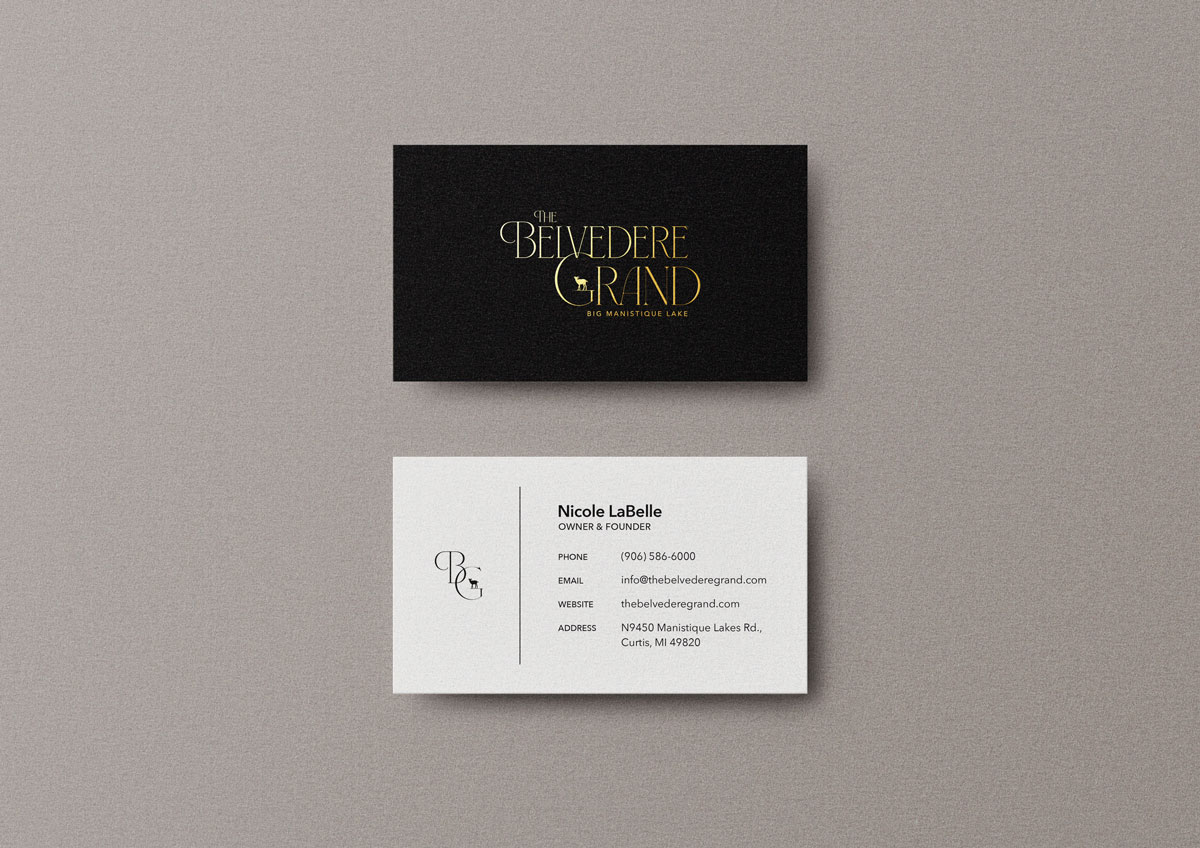 THE
BELVEDERE
GRAND
BIG MANISTIQUE LAKE
BG
Nicole LaBelle
OWNER & FOUNDER
PHONE (906) 586-6000
EMAIL info@thebelvederegrand.com
WEBSITE thebelvederegrand.com
ADDRESS N9450 Manistique Lakes Rd.,
Curtis, MI 49820